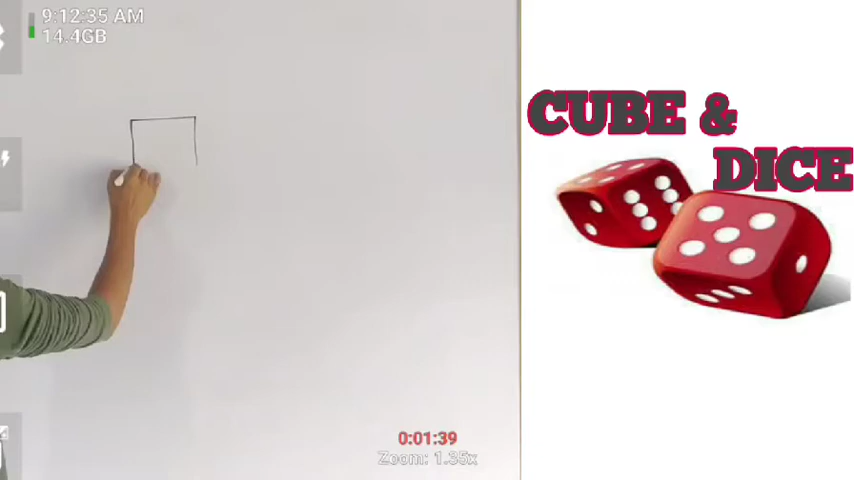 9:12:35 AM
14.4GB
CUBE &
DICE
0:01:39
Zoom: 1.35x